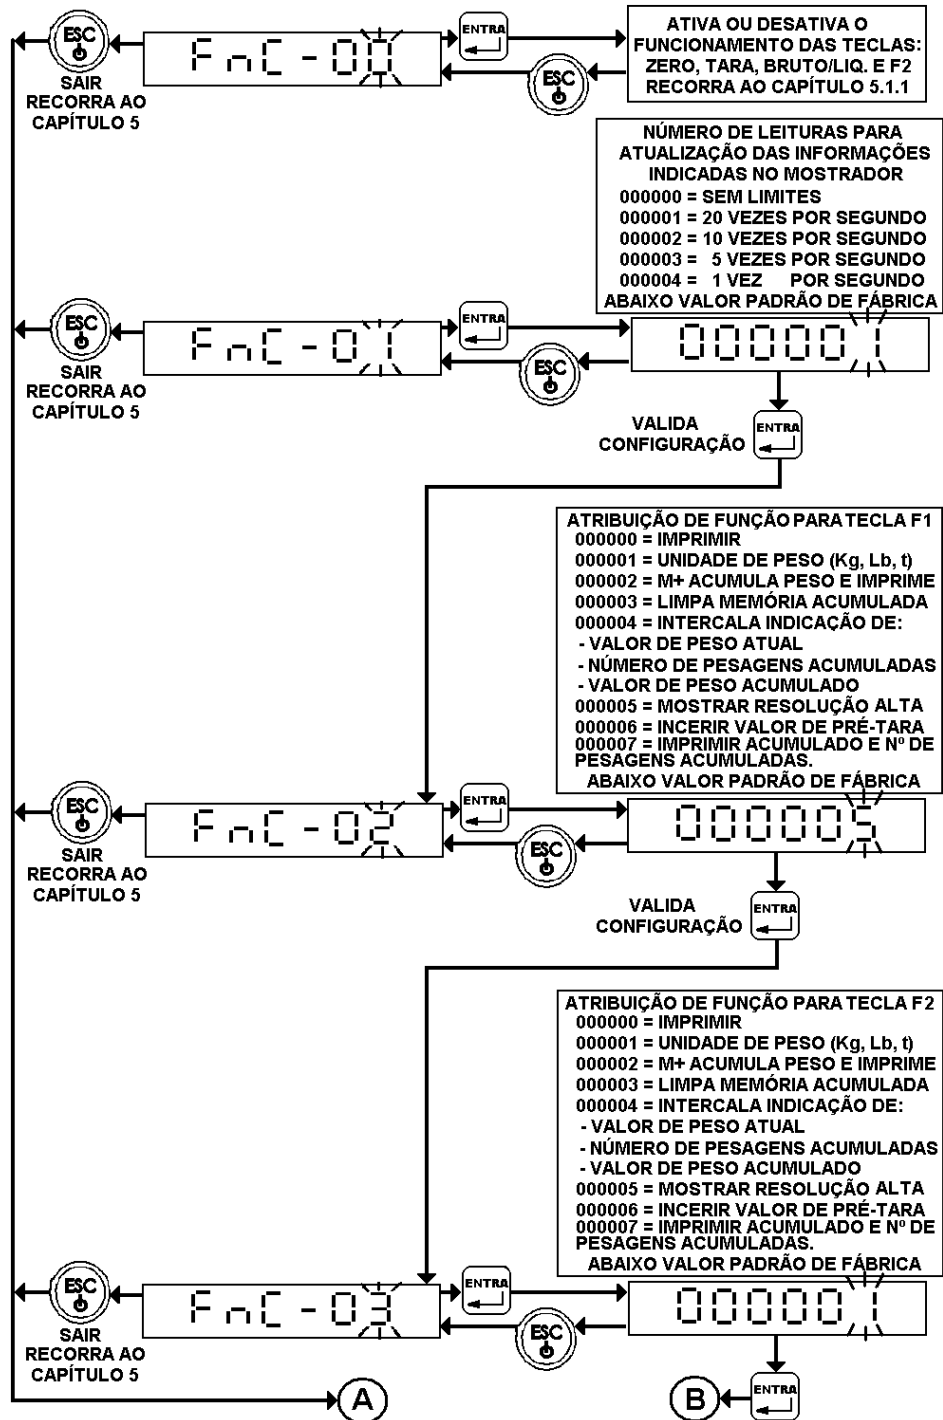 ESC
SAIR
RECORRA AO
CAPÍTULO 5
FnC-00
ENTRA
ESC
ATIVA OU DESATIVA O
FUNCIONAMENTO DAS TECLAS:
ZERO, TARA, BRUTO/LIQ. E F2
RECORRA AO CAPÍTULO 5.1.1
NÚMERO DE LEITURAS PARA
ATUALIZAÇÃO DAS INFORMAÇÕES
INDICADAS NO MOSTRADOR
000000 = SEM LIMITES
000001 = 20 VEZES POR SEGUNDO
000002 = 10 VEZES POR SEGUNDO
000003 = 5 VEZES POR SEGUNDO
000004 = 1 VEZ POR SEGUNDO
ABAIXO VALOR PADRÃO DE FÁBRICA
ESC
SAIR
RECORRA AO
CAPÍTULO 5
FnC-01
ENTRA
ESC
000001
VALIDA
CONFIGURAÇÃO
ENTRA
ATRIBUIÇÃO DE FUNÇÃO PARA TECLA F1
000000 = IMPRIMIR
000001 = UNIDADE DE PESO (Kg, Lb, t)
000002 = M+ ACUMULA PESO E IMPRIME
000003 = LIMPA MEMÓRIA ACUMULADA
000004 = INTERCALA INDICAÇÃO DE:
- VALOR DE PESO ATUAL
- NÚMERO DE PESAGENS ACUMULADAS
- VALOR DE PESO ACUMULADO
000005 = MOSTRAR RESOLUÇÃO ALTA
000006 = INCERIR VALOR DE PRÉ-TARA
000007 = IMPRIMIR ACUMULADO E Nº DE
PESAGENS ACUMULADAS.
ABAIXO VALOR PADRÃO DE FÁBRICA
ESC
SAIR
RECORRA AO
CAPÍTULO 5
FnC-02
ENTRA
ESC
000005
VALIDA
CONFIGURAÇÃO
ENTRA
ATRIBUIÇÃO DE FUNÇÃO PARA TECLA F2
000000 = IMPRIMIR
000001 = UNIDADE DE PESO (Kg, Lb, t)
000002 = M+ ACUMULA PESO E IMPRIME
000003 = LIMPA MEMÓRIA ACUMULADA
000004 = INTERCALA INDICAÇÃO DE:
- VALOR DE PESO ATUAL
- NÚMERO DE PESAGENS ACUMULADAS
- VALOR DE PESO ACUMULADO
000005 = MOSTRAR RESOLUÇÃO ALTA
000006 = INCERIR VALOR DE PRÉ-TARA
000007 = IMPRIMIR ACUMULADO E Nº DE
PESAGENS ACUMULADAS.
ABAIXO VALOR PADRÃO DE FÁBRICA
ESC
SAIR
RECORRA AO
CAPÍTULO 5
FnC-03
ENTRA
ESC
000001
A
B
ENTRA